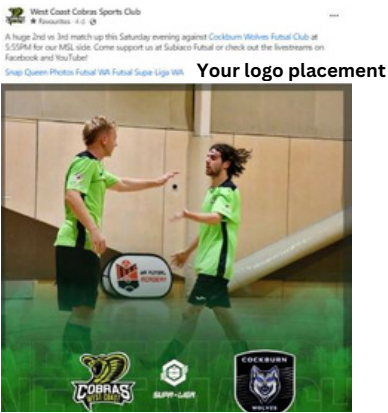 West Coast Cobras Sports Club
Favourites · 4 d ·
A huge 2nd vs 3rd match up this Saturday evening against Cockburn Wolves Futsal Club at
5:55PM for our MSL side. Come support us at Subiaco Futsal or check out the livestreams on
Facebook and YouTube!
Snap Queen Photos Futsal WA Futsal Supa Liga WA
Your logo placement
WA FUTSAL
ACADEMY
COBRAS
WEST COAST
SUPA-LIGA
COCKBURN
WOLVES